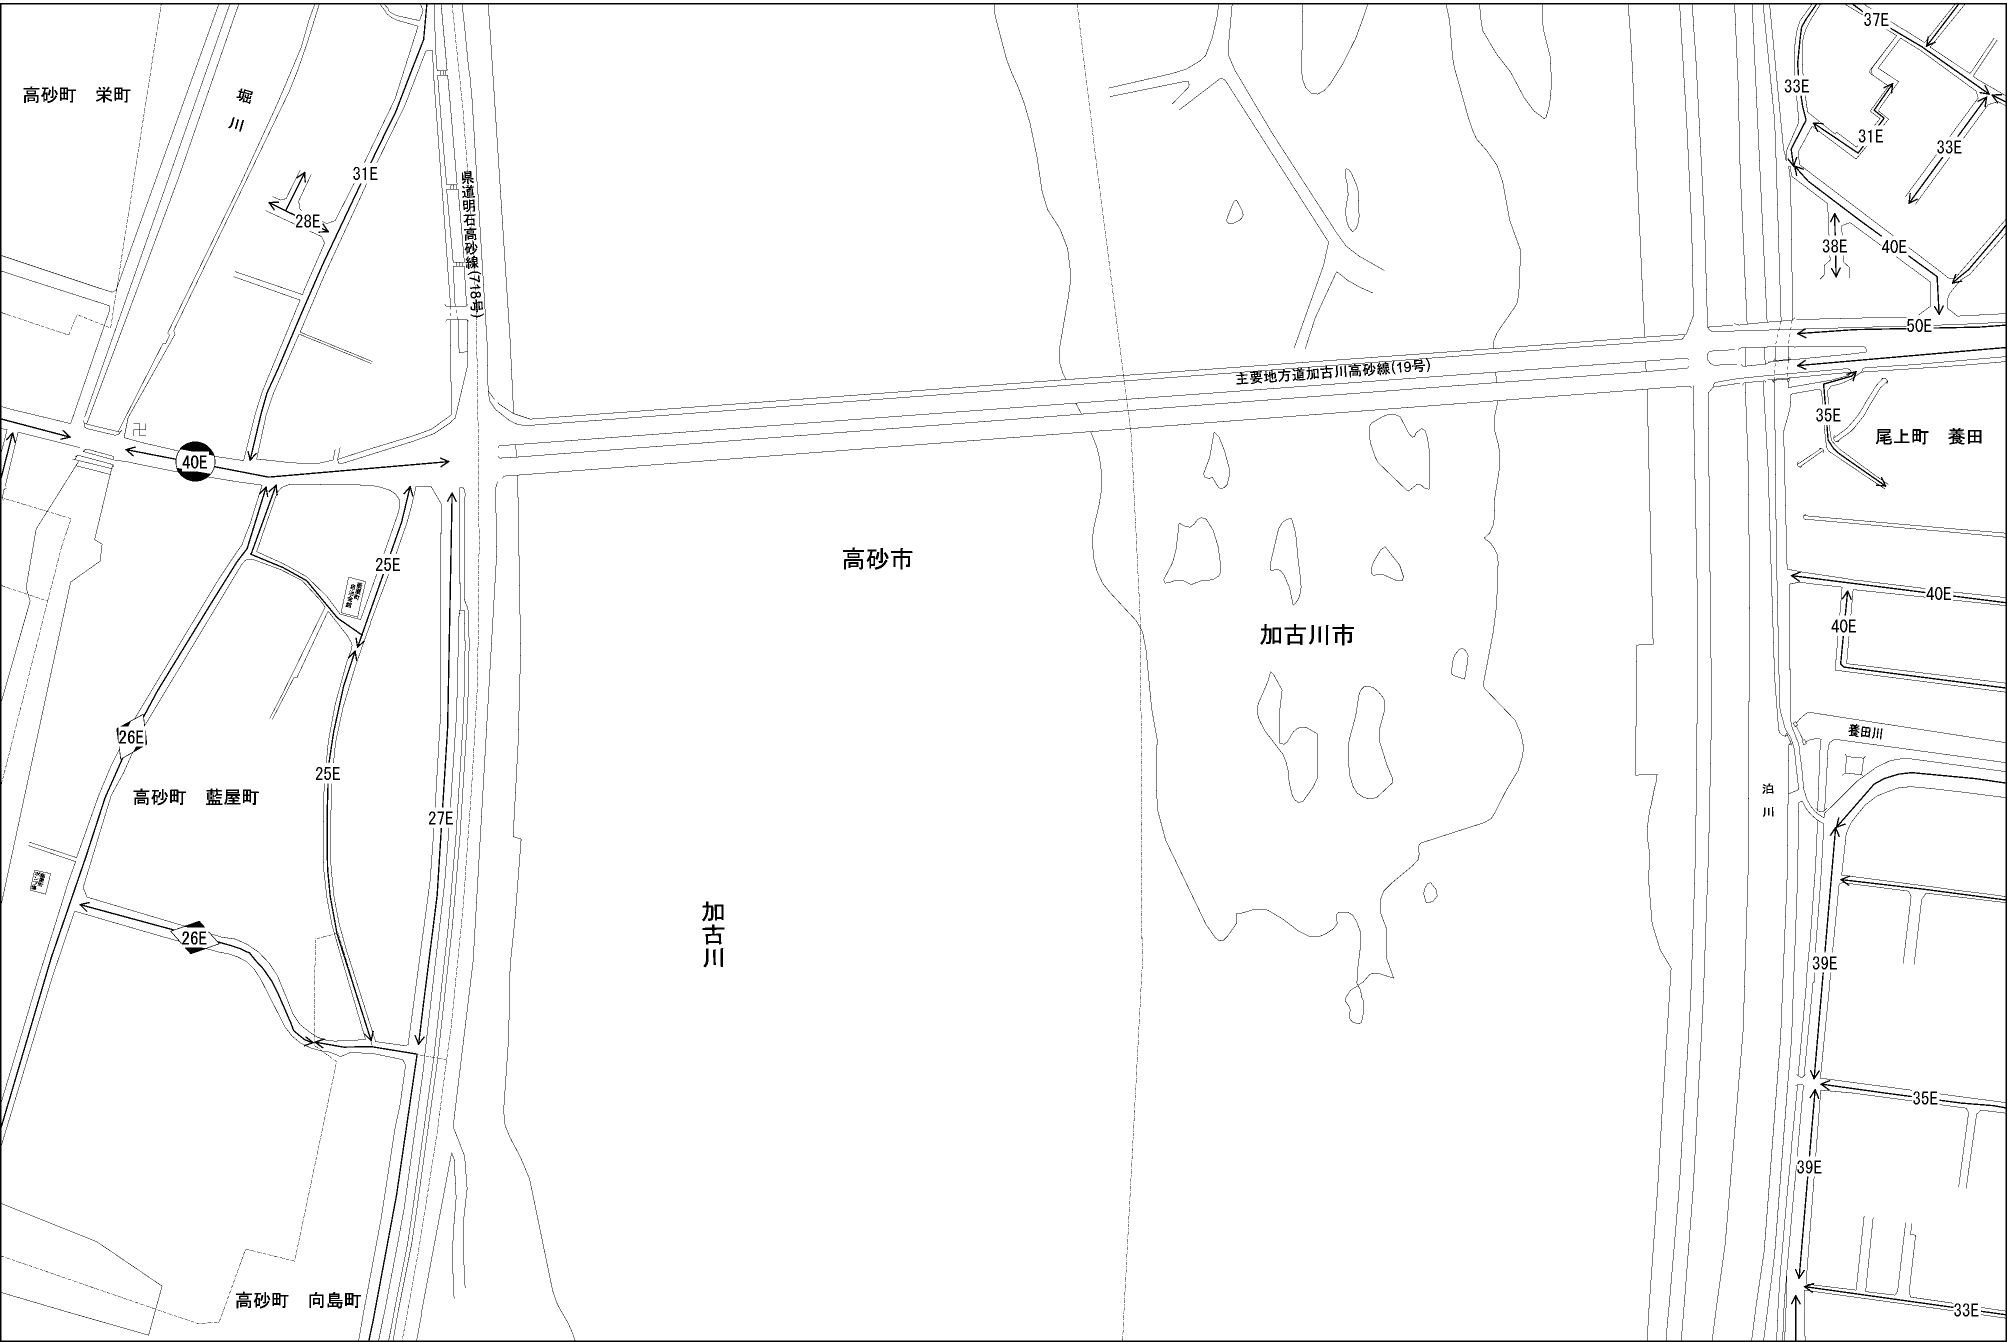 37E
高砂町　栄町
堀川
33E
31E
33E
31E
県道明石高砂線(718号)
28E
38E
40E
50E
主要地方道加古川高砂線(19号)
35E
尾上町　養田
40E
高砂市
25E
40E
40E
加古川市
26E
養田川
25E
泊川
高砂町　藍屋町
27E
加古川
26E
39E
35E
39E
高砂町　向島町
33E